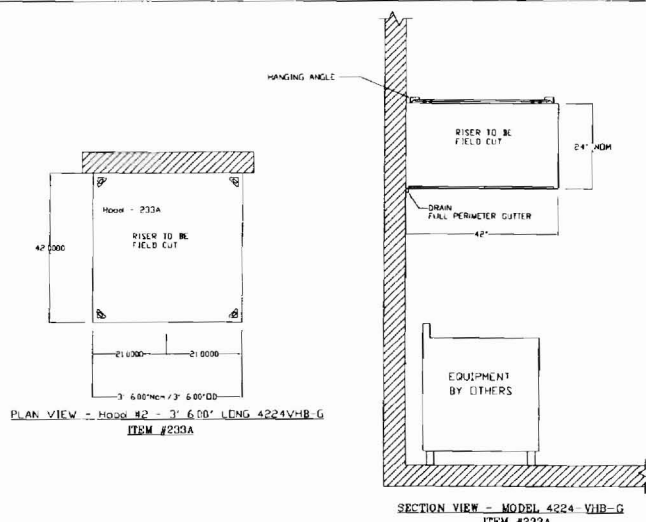 HANGING ANGLE
RISER TO BE
FIELD CUT
24" NOM
DRAIN
FULL PERIMETER GUTTER
42"
Hood - 233A
RISER TO BE
FIELD CUT
42.0000
21.0000
21.0000
3' 6.00"Nom/3' 6.00"OD
PLAN VIEW - Hood #2 - 3' 6.00" LONG 4224VHB-G
ITEM #233A
EQUIPMENT
BY OTHERS
SECTION VIEW - MODEL 4224-VHB-G
ITEM #233A